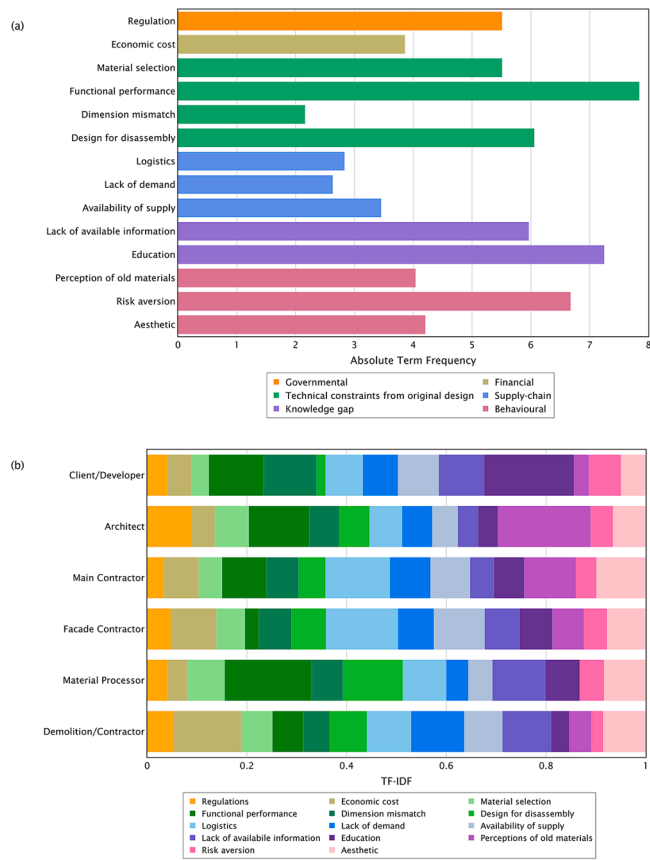 (a)
Regulation
Economic cost
Material selection
Functional performance
Dimension mismatch
Design for disassembly
Logistics
Lack of demand
Availability of supply
Lack of available information
Education
Perception of old materials
Risk aversion
Aesthetic
0 1 2 3 4 5 6 7 8
Absolute Term Frequency
Governmental Financial
Technical constraints from original design Supply-chain
Knowledge gap Behavioural
(b)
Client/Developer
Architect
Main Contractor
Facade Contractor
Material Processor
Demolition/Contractor
0 0.2 0.4 0.6 0.8 1
TF-IDF
Regulations Economic cost Material selection
Functional performance Dimension mismatch Design for disassembly
Logistics Lack of demand Availability of supply
Lack of availabile information Education Perceptions of old materials
Risk aversion Aesthetic